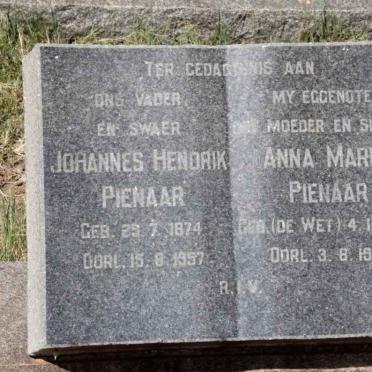 TER GEDAGTENIS AAN
ONS VADER
EN SWAER
JOHANNES HENDRIK
PIENAAR
GEB. 29. 7. 1874
OORL. 15. 8. 1957
MY EGGENOTE
MOEDER EN
ANNA
PIENAAR
GEB. (DE WET) 4.
OORL. 3. 8. 19
R.I.V.